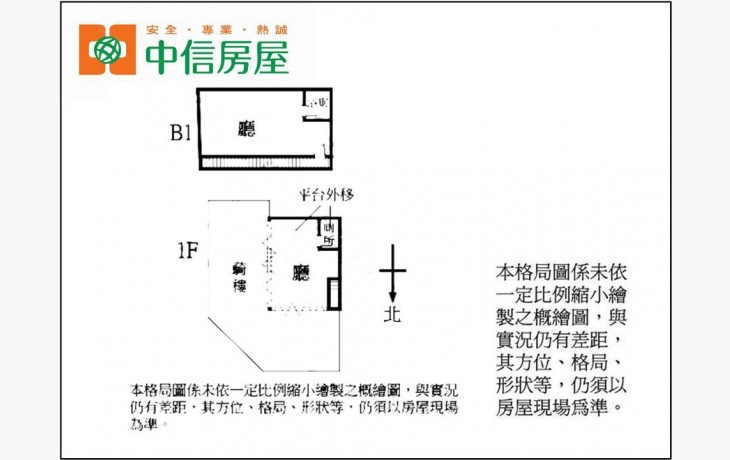 安全・專業・熱誠
中信房屋
廁所
B1
廳
平台外移
廁所
1F
騎樓
廳
北
本格局圖係未依
一定比例縮小繪
製之概繪圖，與
實況仍有差距，
其方位、格局、
形狀等，仍須以
房屋現場為準。
本格局圖係未依一定比例縮小繪製之概繪圖，與實況
仍有差距，其方位、格局、形狀等，仍須以房屋現場
為準。